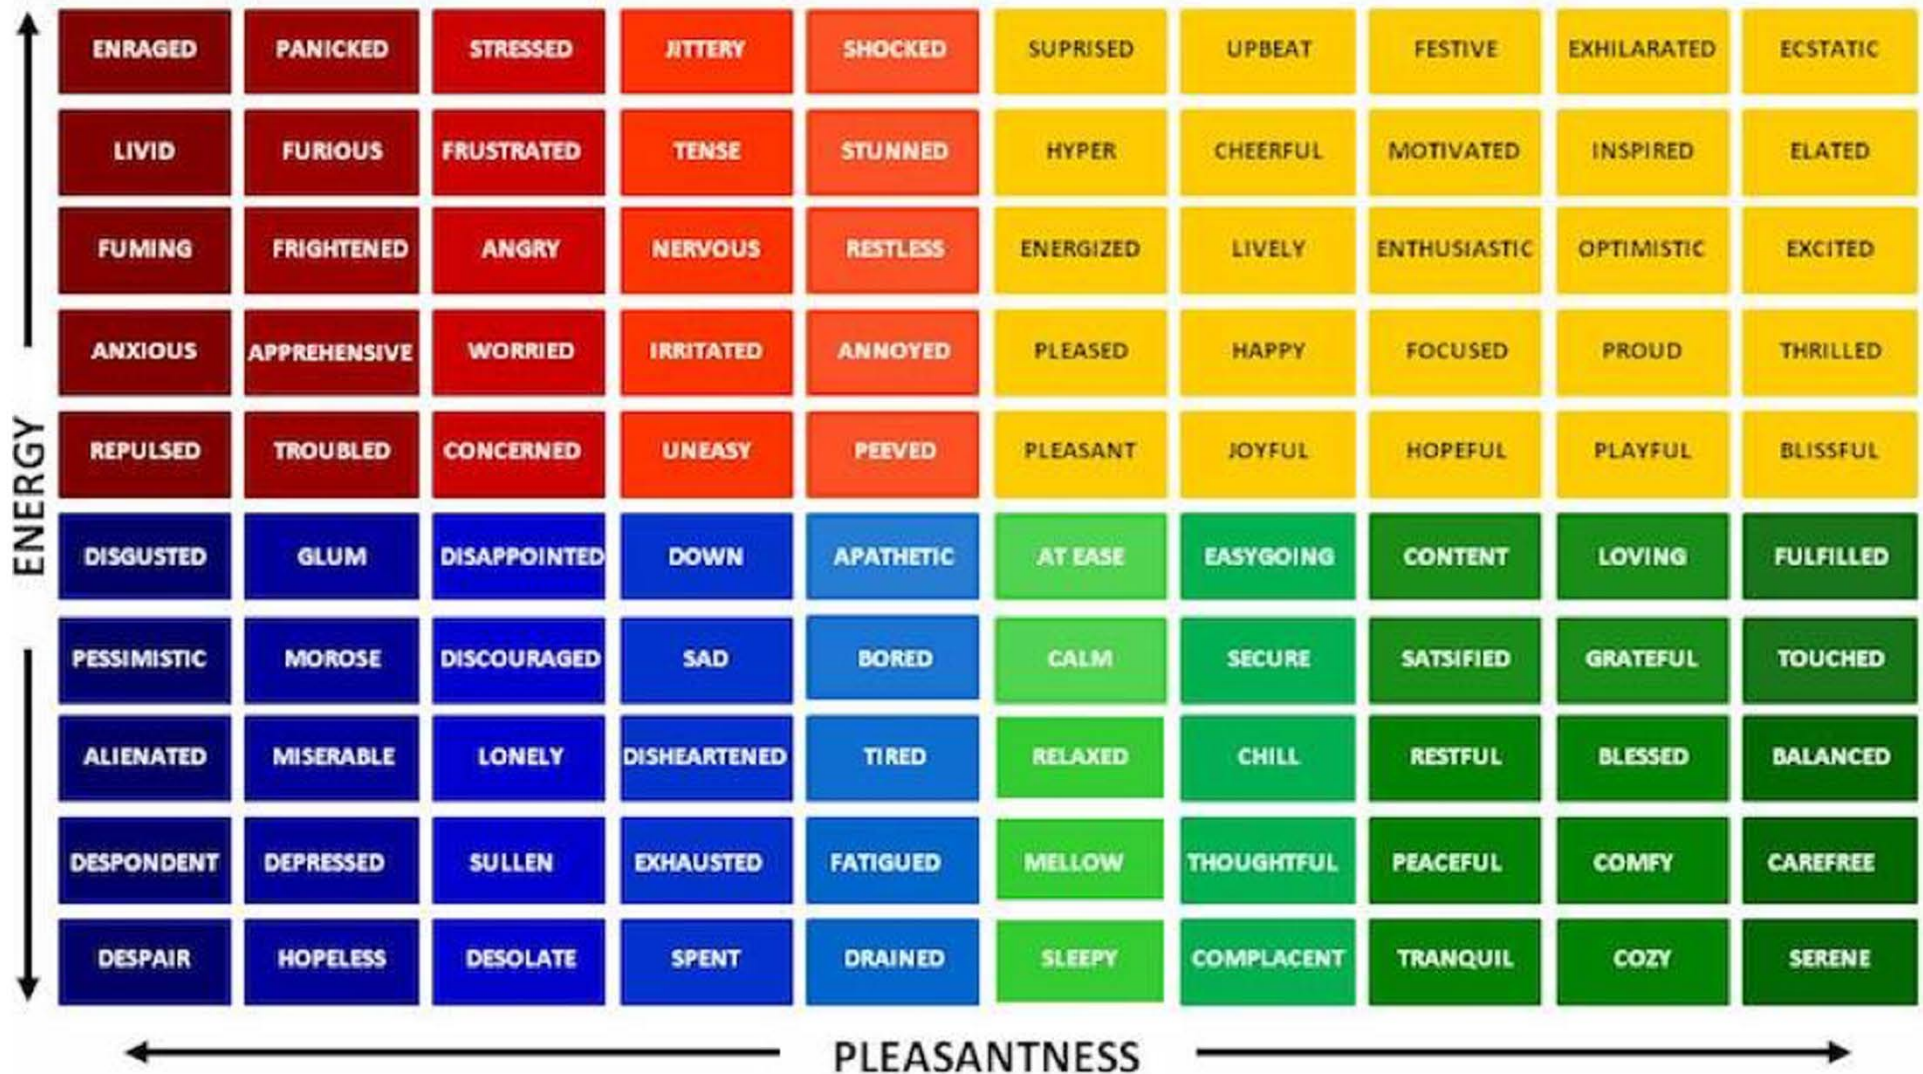 ENRAGED PANICKED STRESSED JITTERY SHOCKED SUPRISED UPBEAT FESTIVE EXHILARATED ECSTATIC
LIVID FURIOUS FRUSTRATED TENSE STUNNED HYPER CHEERFUL MOTIVATED INSPIRED ELATED
FUMING FRIGHTENED ANGRY NERVOUS RESTLESS ENERGIZED LIVELY ENTHUSIASTIC OPTIMISTIC EXCITED
ANXIOUS APPREHENSIVE WORRIED IRRITATED ANNOYED PLEASED HAPPY FOCUSED PROUD THRILLED
REPULSED TROUBLED CONCERNED UNEASY PEEVED PLEASANT JOYFUL HOPEFUL PLAYFUL BLISSFUL
ENERGY
DISGUSTED GLUM DISAPPOINTED DOWN APATHETIC AT EASE EASYGOING CONTENT LOVING FULFILLED
PESSIMISTIC MOROSE DISCOURAGED SAD BORED CALM SECURE SATSIFIED GRATEFUL TOUCHED
ALIENATED MISERABLE LONELY DISHEARTENED TIRED RELAXED CHILL RESTFUL BLESSED BALANCED
DESPONDENT DEPRESSED SULLEN EXHAUSTED FATIGUED MELLOW THOUGHTFUL PEACEFUL COMFY CAREFREE
DESPAIR HOPELESS DESOLATE SPENT DRAINED SLEEPY COMPLACENT TRANQUIL COZY SERENE
PLEASANTNESS